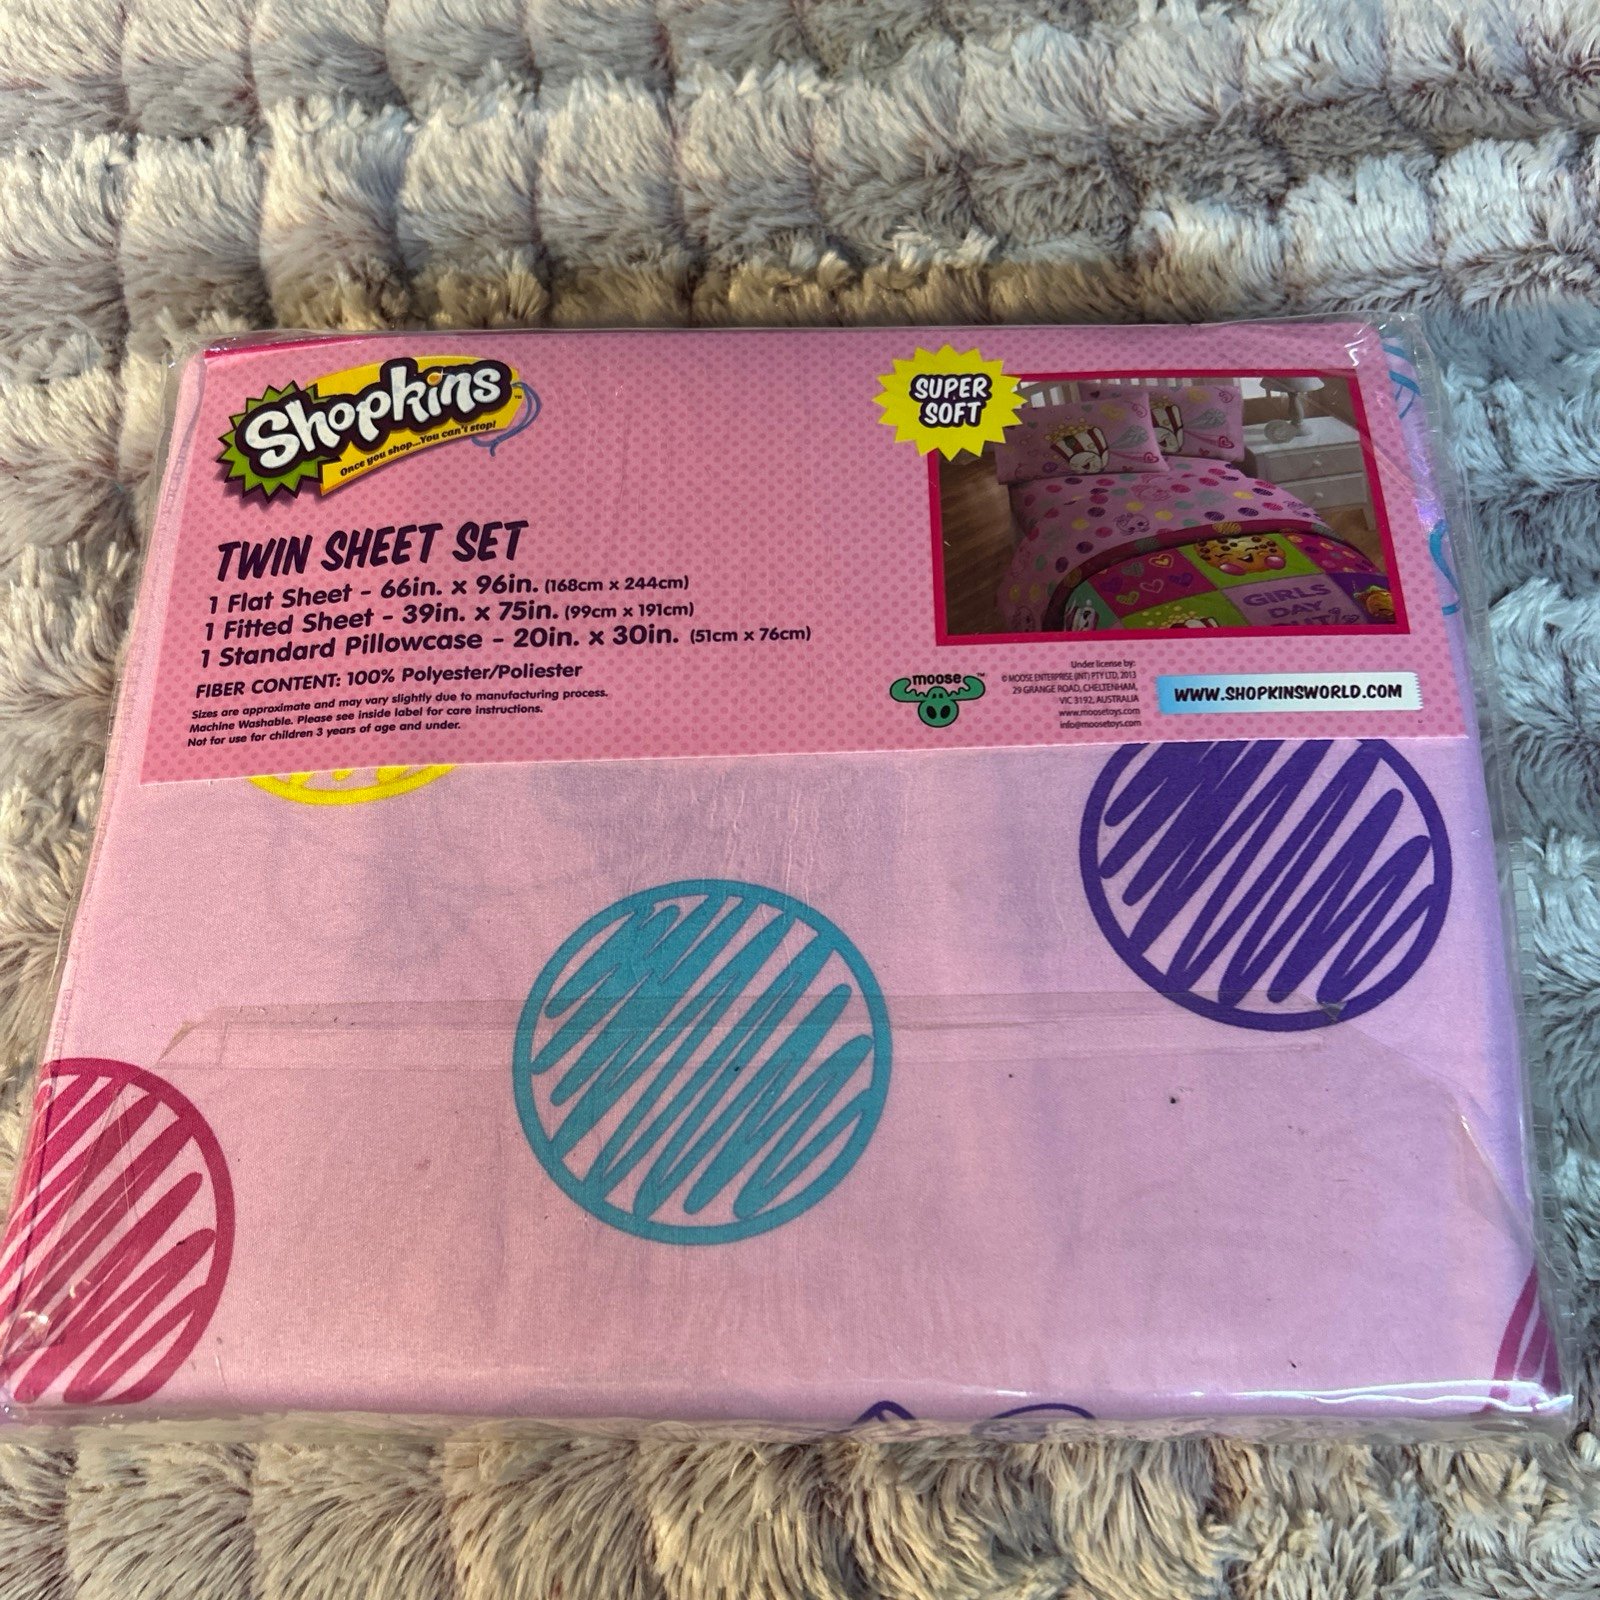 Shopkins™
Once you shop...You can't stop!
SUPER
SOFT
TWIN SHEET SET
1 Flat Sheet - 66in. x 96in. (168cm x 244cm)
1 Fitted Sheet - 39in. x 75in. (99cm x 191cm)
1 Standard Pillowcase - 20in. x 30in. (51cm x 76cm)
FIBER CONTENT: 100% Polyester/Poliester
Sizes are approximate and may vary slightly due to manufacturing process.
Machine Washable. Please see inside label for care instructions.
Not for use for children 3 years of age and under.
GIRLS
DAY
OUT!
moose™
Under license by:
© MOOSE ENTERPRISE (INT) PTY LTD, 2013
29 GRANGE ROAD, CHELTENHAM,
VIC 3192, AUSTRALIA
www.moosetoys.com
info@moosetoys.com
WWW.SHOPKINSWORLD.COM